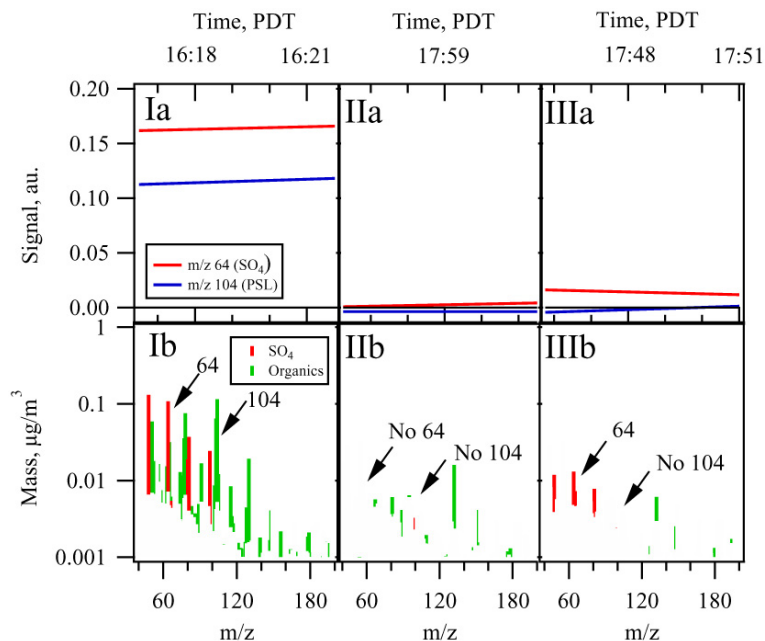 Time, PDT Time, PDT Time, PDT
16:18 16:21 17:59 17:48 17:51
0.20
0.15
0.10
0.05
0.00
Signal, au.
Ia IIa IIIa
m/z 64 (SO4)
m/z 104 (PSL)
1
0.1
0.01
0.001
Mass, µg/m3
Ib IIb IIIb
SO4
Organics
64
104
No 64
No 104
64
No 104
60 120 180 60 120 180 60 120 180
m/z m/z m/z